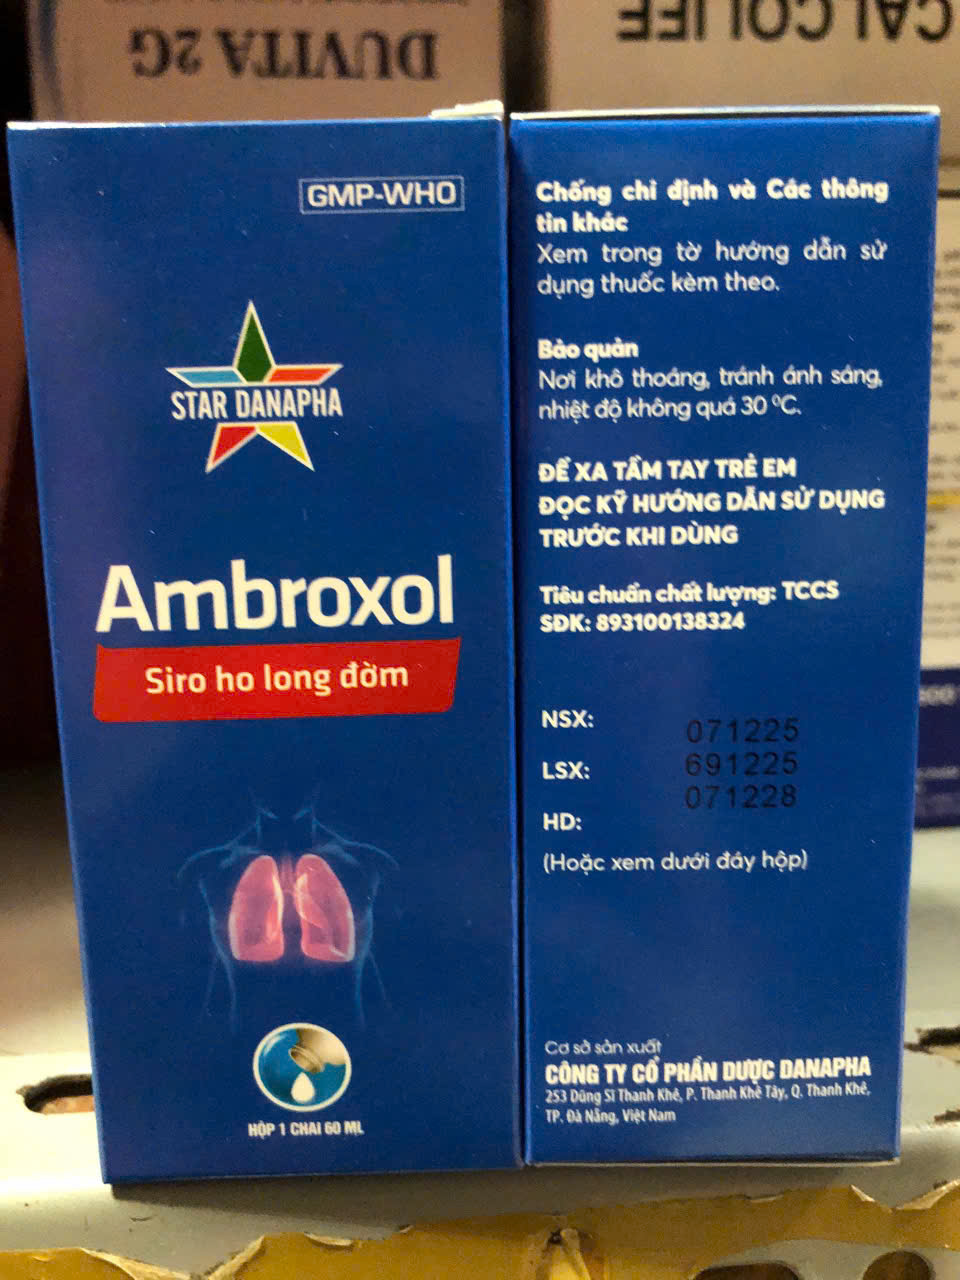 DUVITA 2G
CALCOLIFE
GMP-WHO
STAR DANAPHA
Ambroxol
Siro ho long đờm
HỘP 1 CHAI 60 ML
Chống chỉ định và Các thông
tin khác
Xem trong tờ hướng dẫn sử
dụng thuốc kèm theo.
Bảo quản
Nơi khô thoáng, tránh ánh sáng,
nhiệt độ không quá 30 ⁰C.
ĐỂ XA TẦM TAY TRẺ EM
ĐỌC KỸ HƯỚNG DẪN SỬ DỤNG
TRƯỚC KHI DÙNG
Tiêu chuẩn chất lượng: TCCS
SĐK: 893100138324
NSX: 071225
LSX: 691225
HD: 071228
(Hoặc xem dưới đáy hộp)
Cơ sở sản xuất
CÔNG TY CỔ PHẦN DƯỢC DANAPHA
253 Dũng Sĩ Thanh Khê, P. Thanh Khê Tây, Q. Thanh Khê,
TP. Đà Nẵng, Việt Nam